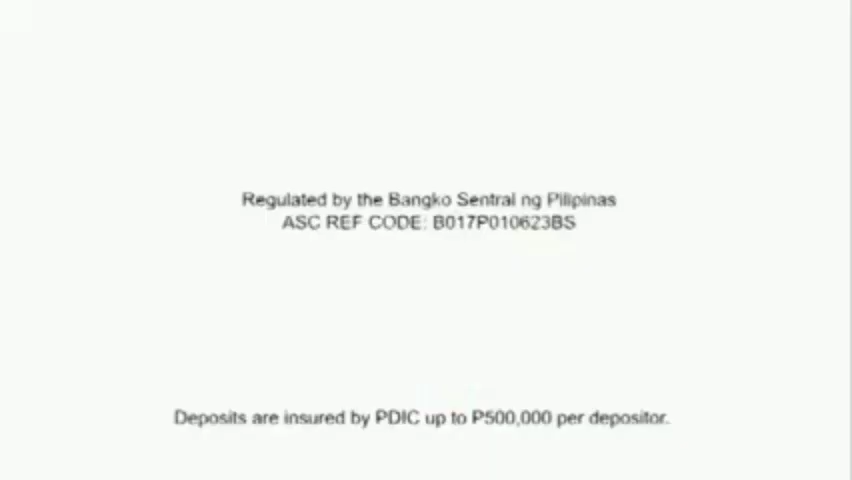 Regulated by the Bangko Sentral ng Pilipinas
ASC REF CODE: B017P010623BS
Deposits are insured by PDIC up to P500,000 per depositor.